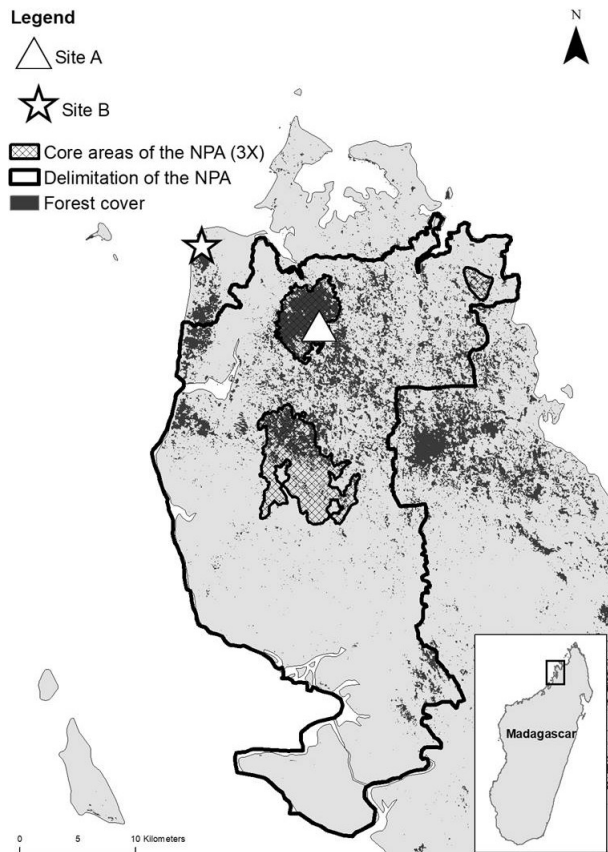 Legend
N
Site A
Site B
Core areas of the NPA (3X)
Delimitation of the NPA
Forest cover
Madagascar
0 5 10 Kilometers